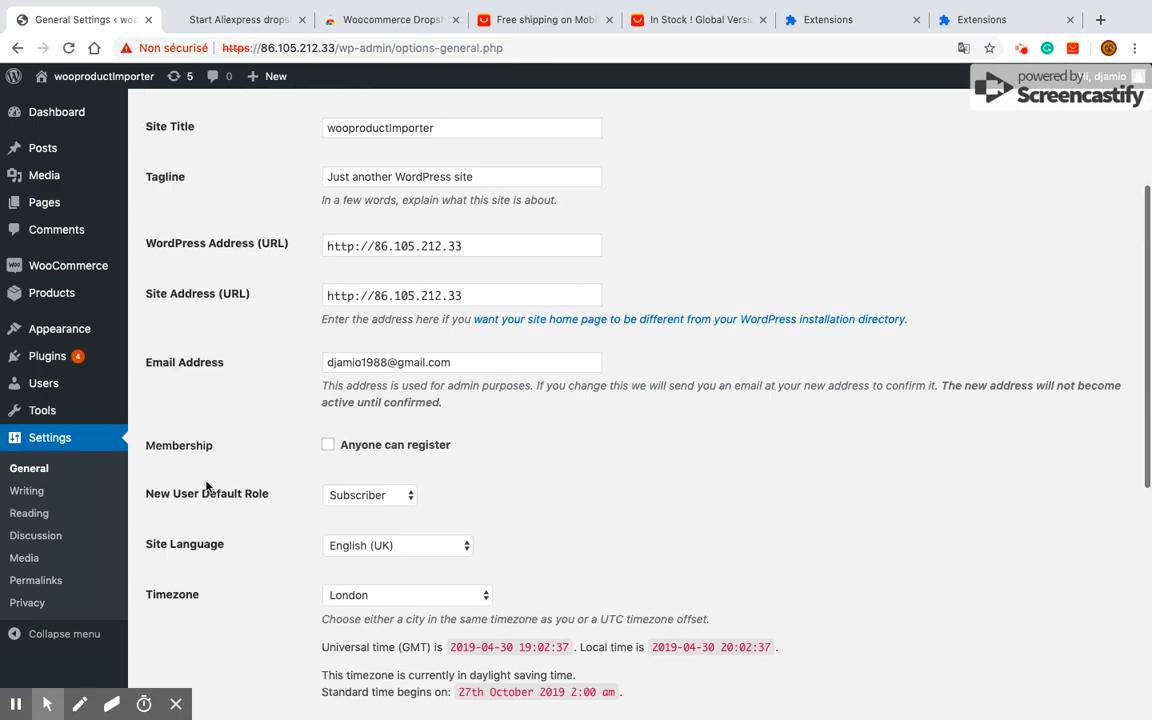 General Settings ‹ woo
Start Aliexpress drops
Woocommerce Dropsh
Free shipping on Mobi
In Stock ! Global Versi
Extensions
Extensions
Non sécurisé
https://86.105.212.33/wp-admin/options-general.php
wooproductImporter
5
0
New
djamio
powered by
Screencastify
Dashboard
Posts
Media
Pages
Comments
WooCommerce
Products
Appearance
Plugins 4
Users
Tools
Settings
General
Writing
Reading
Discussion
Media
Permalinks
Privacy
Collapse menu
Site Title
wooproductImporter
Tagline
Just another WordPress site
In a few words, explain what this site is about.
WordPress Address (URL)
http://86.105.212.33
Site Address (URL)
http://86.105.212.33
Enter the address here if you want your site home page to be different from your WordPress installation directory.
Email Address
djamio1988@gmail.com
This address is used for admin purposes. If you change this we will send you an email at your new address to confirm it. The new address will not become
active until confirmed.
Membership
Anyone can register
New User Default Role
Subscriber
Site Language
English (UK)
Timezone
London
Choose either a city in the same timezone as you or a UTC timezone offset.
Universal time (GMT) is 2019-04-30 19:02:37 . Local time is 2019-04-30 20:02:37 .
This timezone is currently in daylight saving time.
Standard time begins on: 27th October 2019 2:00 am .